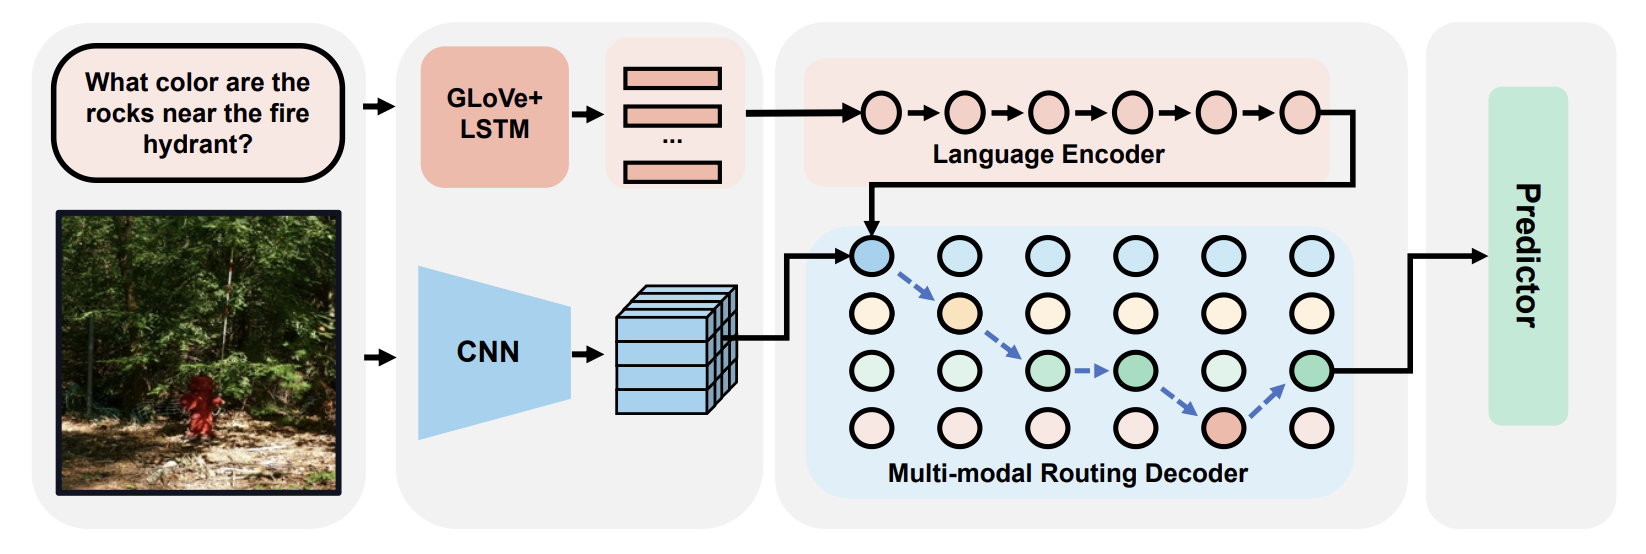 What color are the
rocks near the fire
hydrant?
GLoVe+
LSTM
...
Language Encoder
CNN
Multi-modal Routing Decoder
Predictor